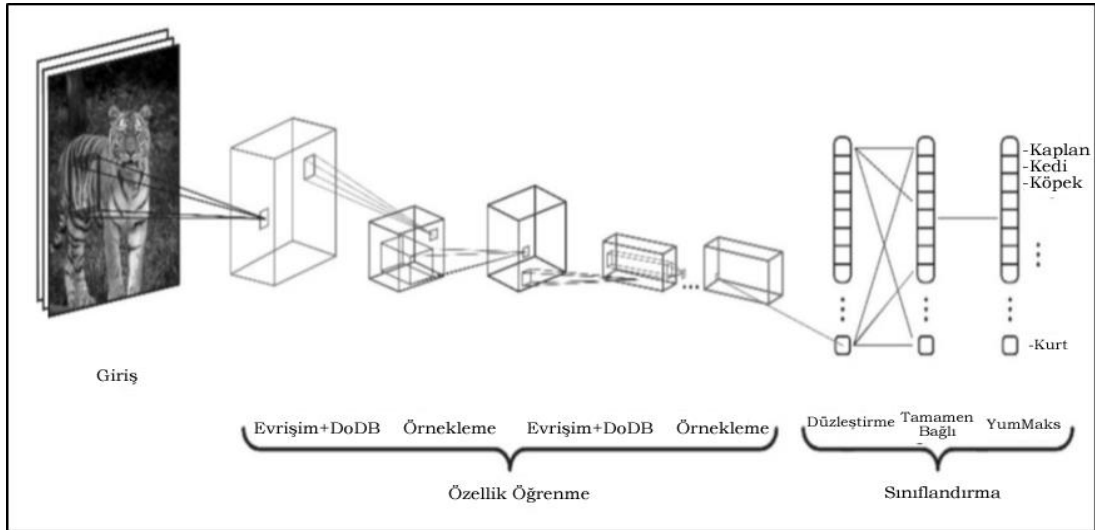 -Kaplan
-Kedi
-Köpek
-Kurt
Giriş
Evrişim+DoDB Örnekleme Evrişim+DoDB Örnekleme
Düzleştirme Tamamen Bağlı YumMaks
Özellik Öğrenme
Sınıflandırma